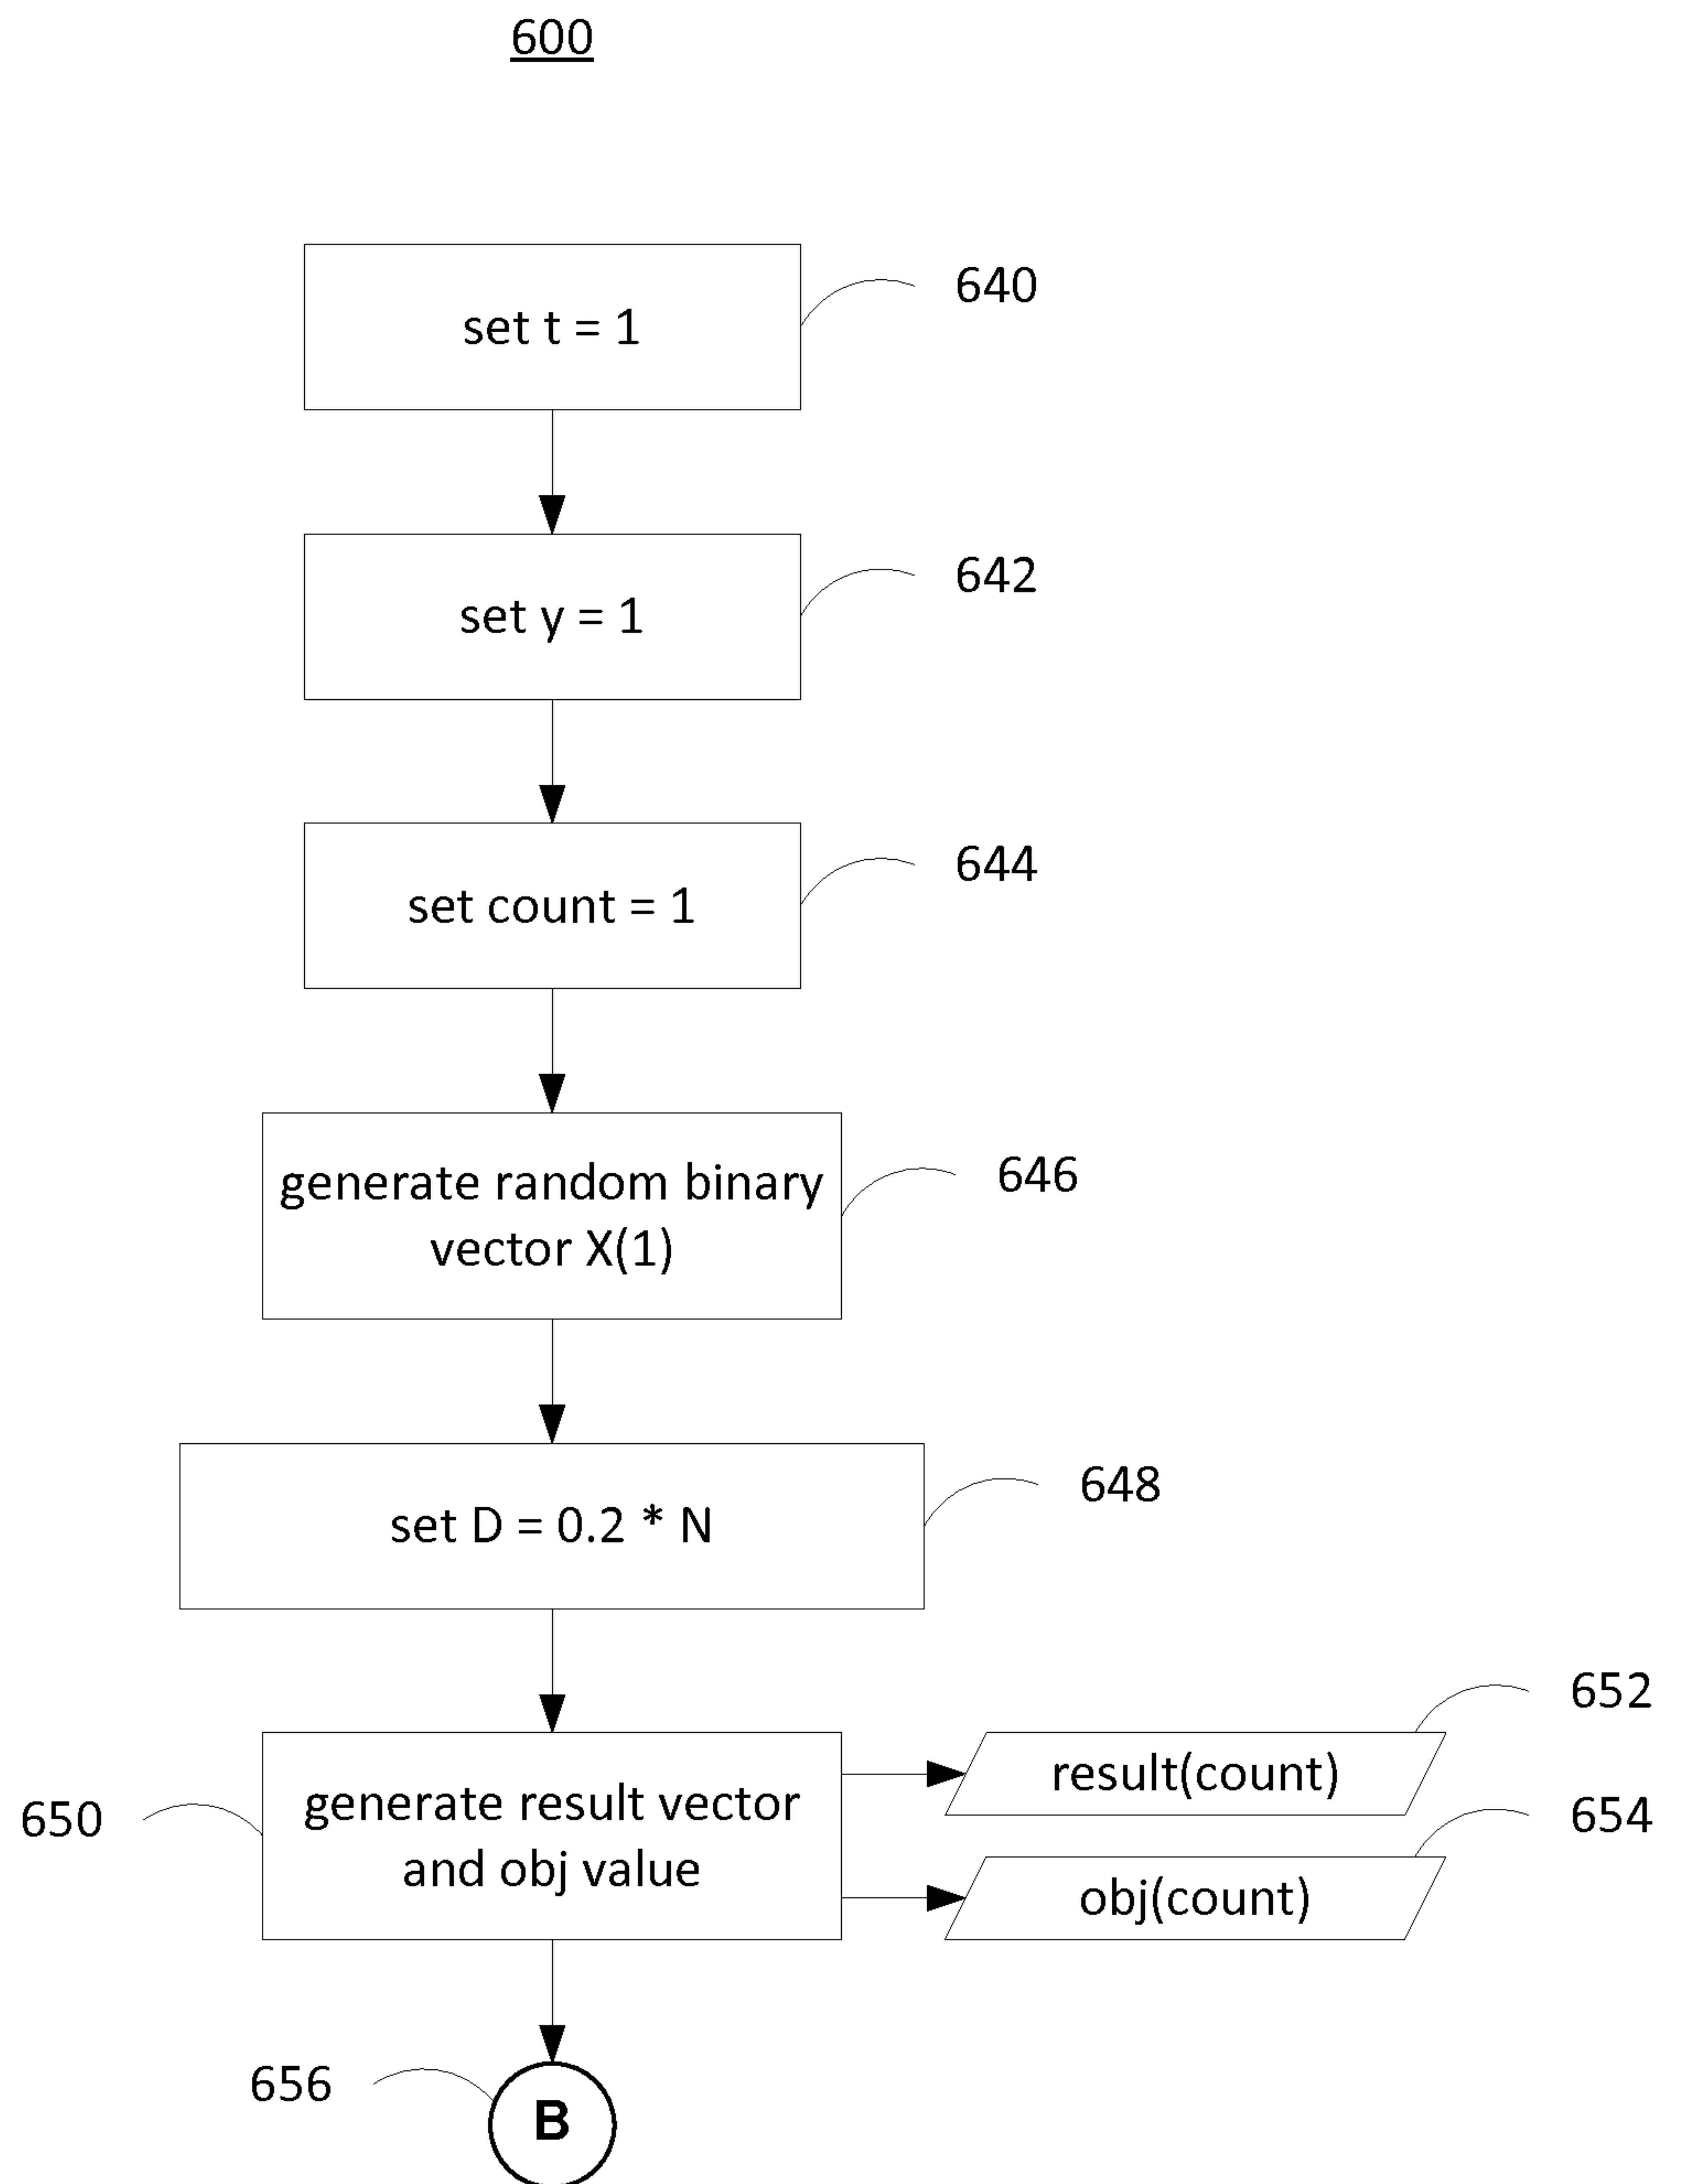 600
set t = 1
640
set y = 1
642
set count = 1
644
generate random binary
vector X(1)
646
set D = 0.2 * N
648
650
generate result vector
and obj value
result(count)
652
obj(count)
654
656
B